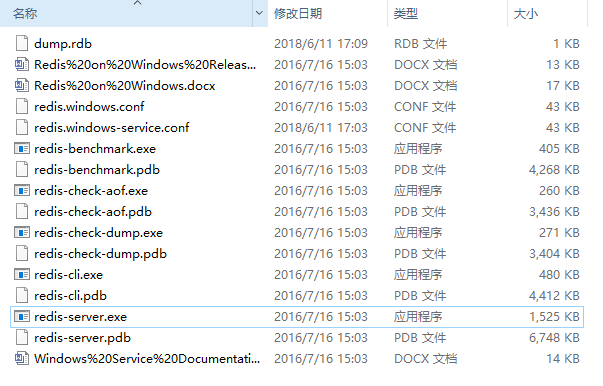 名称 修改日期 类型 大小
dump.rdb 2018/6/11 17:09 RDB 文件 1 KB
Redis%20on%20Windows%20Releas... 2016/7/16 15:03 DOCX 文档 13 KB
Redis%20on%20Windows.docx 2016/7/16 15:03 DOCX 文档 17 KB
redis.windows.conf 2016/7/16 15:03 CONF 文件 43 KB
redis.windows-service.conf 2018/6/11 17:03 CONF 文件 43 KB
redis-benchmark.exe 2016/7/16 15:03 应用程序 405 KB
redis-benchmark.pdb 2016/7/16 15:03 PDB 文件 4,268 KB
redis-check-aof.exe 2016/7/16 15:03 应用程序 260 KB
redis-check-aof.pdb 2016/7/16 15:03 PDB 文件 3,436 KB
redis-check-dump.exe 2016/7/16 15:03 应用程序 271 KB
redis-check-dump.pdb 2016/7/16 15:03 PDB 文件 3,404 KB
redis-cli.exe 2016/7/16 15:03 应用程序 480 KB
redis-cli.pdb 2016/7/16 15:03 PDB 文件 4,412 KB
redis-server.exe 2016/7/16 15:03 应用程序 1,525 KB
redis-server.pdb 2016/7/16 15:03 PDB 文件 6,748 KB
Windows%20Service%20Documentati... 2016/7/16 15:03 DOCX 文档 14 KB